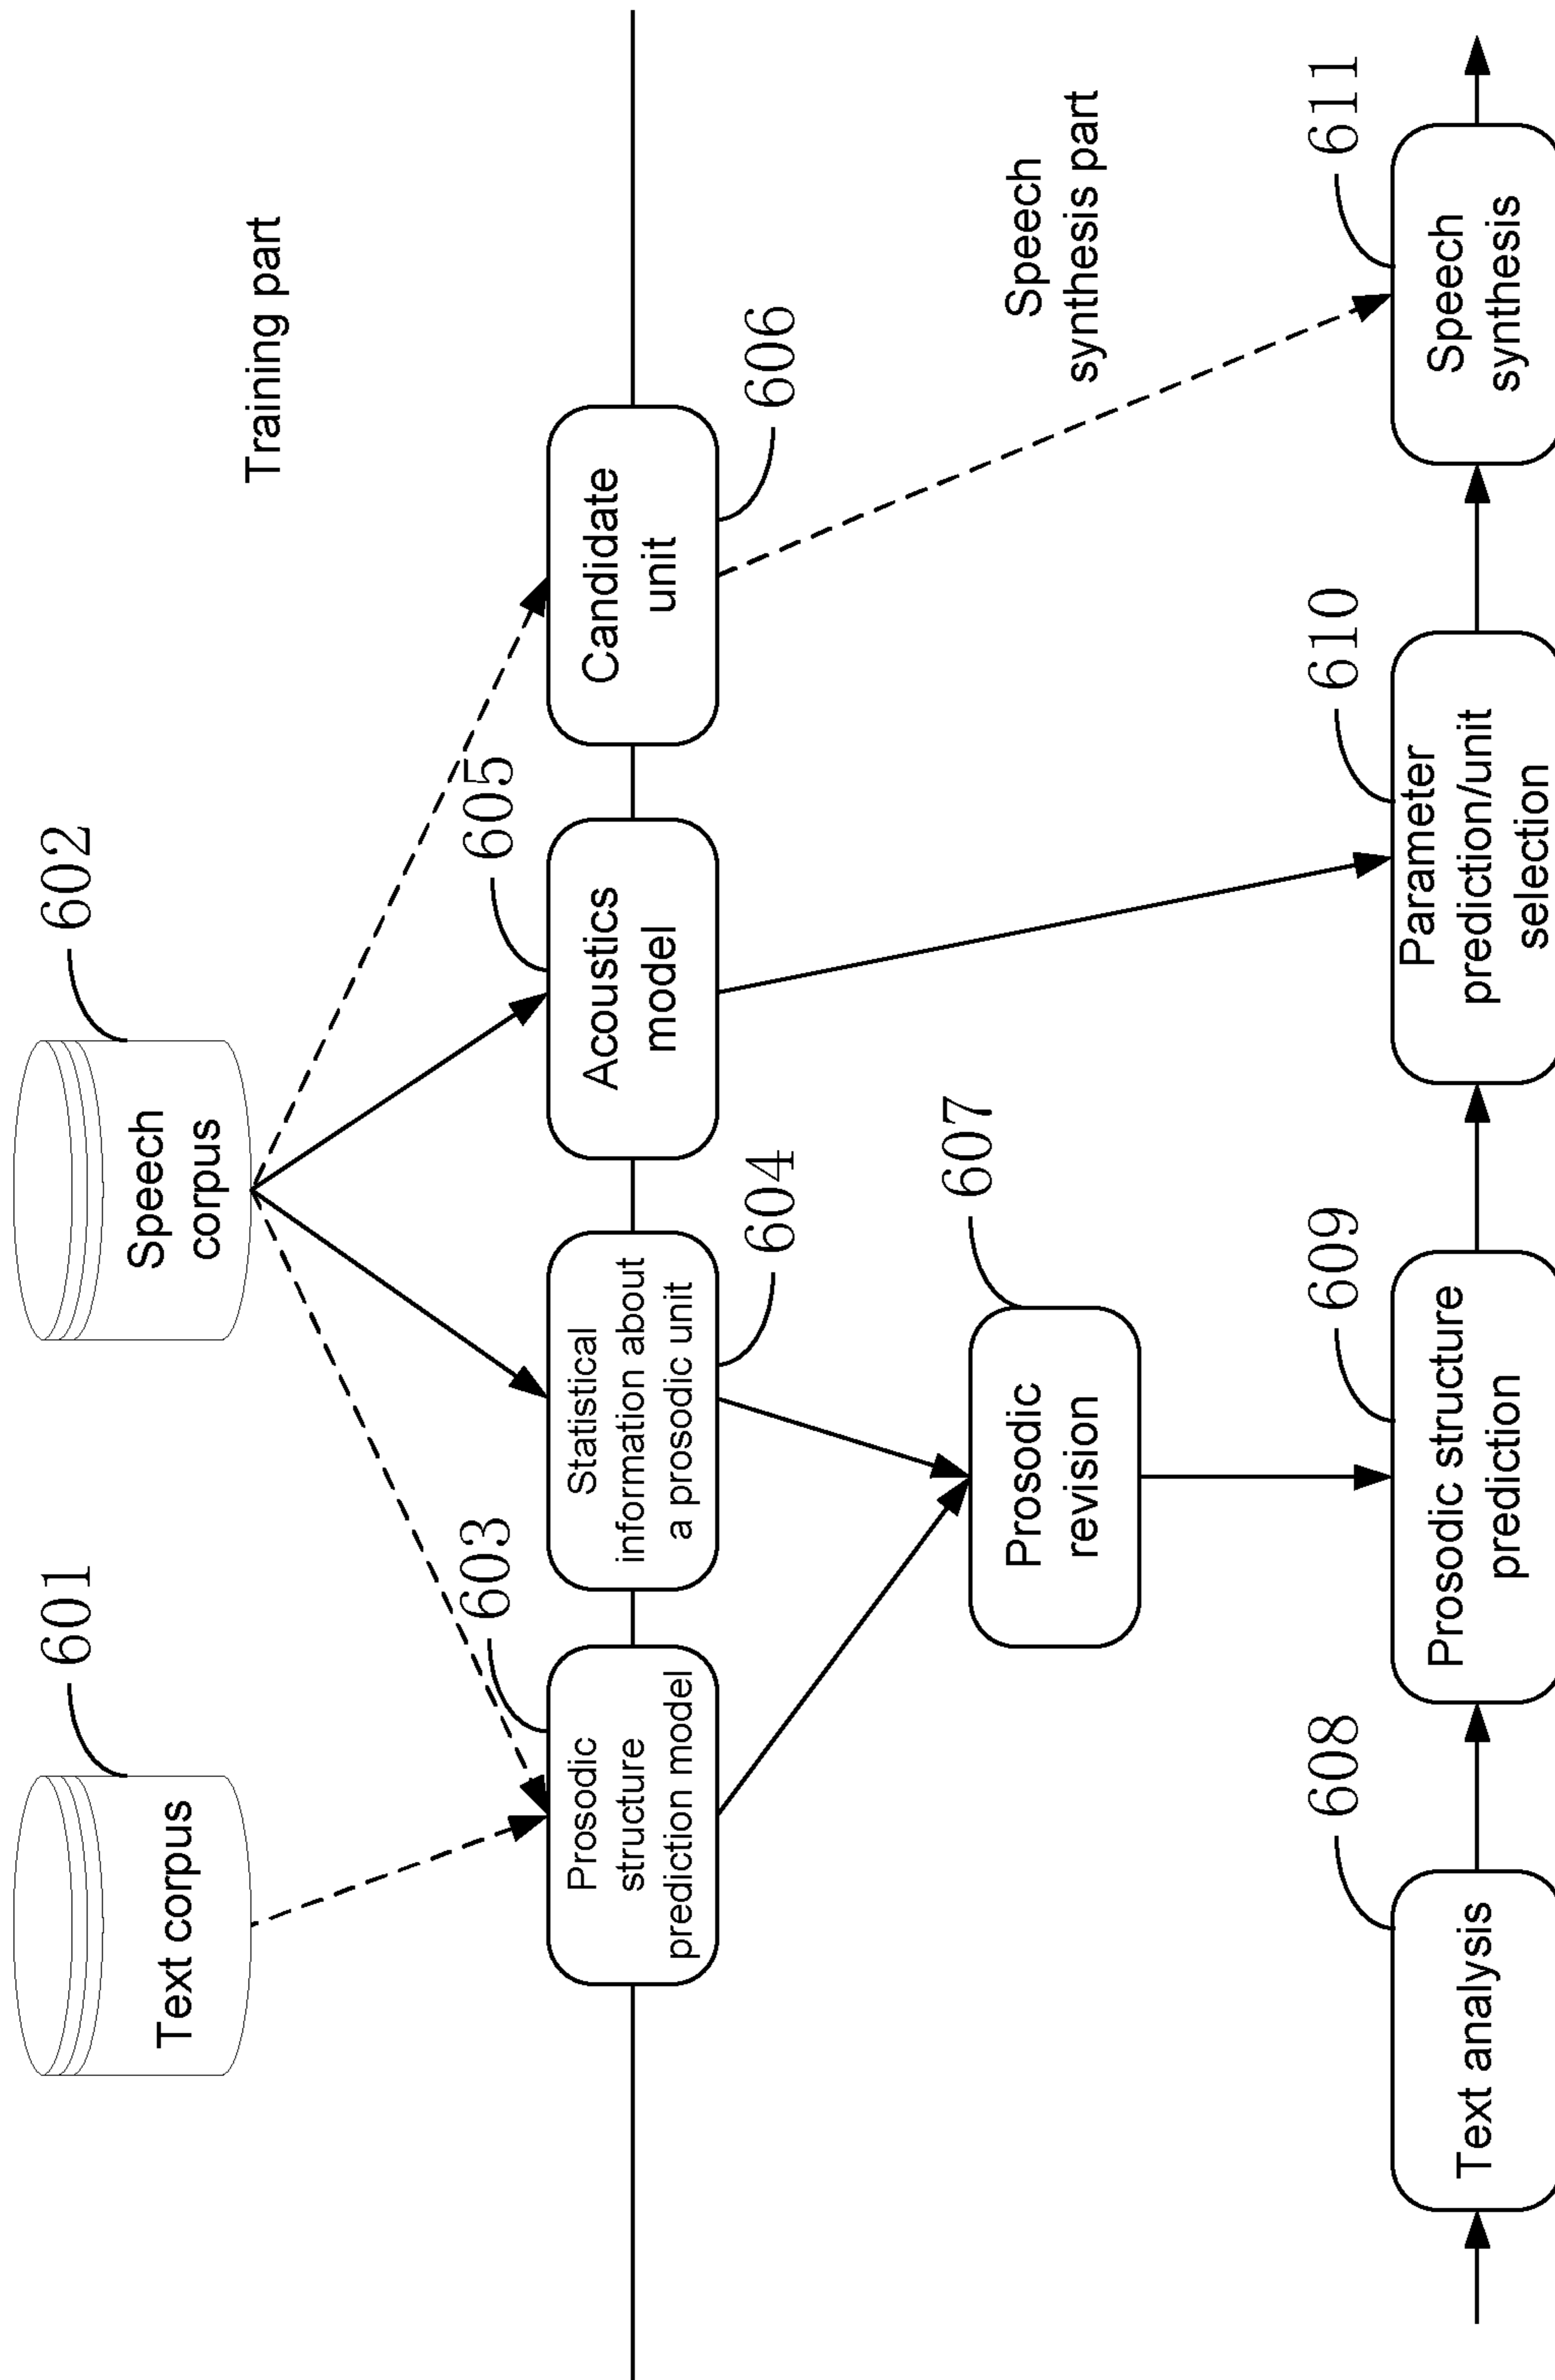 601
Text corpus
602
Speech
corpus
Training part
603
Prosodic
structure
prediction model
604
Statistical
information about
a prosodic unit
605
Acoustics
model
606
Candidate
unit
607
Prosodic
revision
Speech
synthesis part
608
Text analysis
609
Prosodic structure
prediction
610
Parameter
prediction/unit
selection
611
Speech
synthesis